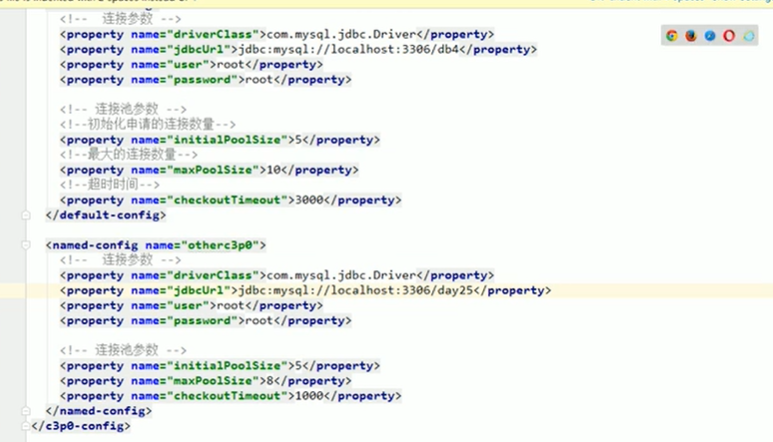 <!-- 连接参数 -->
<property name="driverClass">com.mysql.jdbc.Driver</property>
<property name="jdbcUrl">jdbc:mysql://localhost:3306/db4</property>
<property name="user">root</property>
<property name="password">root</property>
<!-- 连接池参数 -->
<!--初始化申请的连接数量-->
<property name="initialPoolSize">5</property>
<!--最大的连接数量-->
<property name="maxPoolSize">10</property>
<!--超时时间-->
<property name="checkoutTimeout">3000</property>
</default-config>
<named-config name="otherc3p0">
<!-- 连接参数 -->
<property name="driverClass">com.mysql.jdbc.Driver</property>
<property name="jdbcUrl">jdbc:mysql://localhost:3306/day25</property>
<property name="user">root</property>
<property name="password">root</property>
<!-- 连接池参数 -->
<property name="initialPoolSize">5</property>
<property name="maxPoolSize">8</property>
<property name="checkoutTimeout">1000</property>
</named-config>
</c3p0-config>